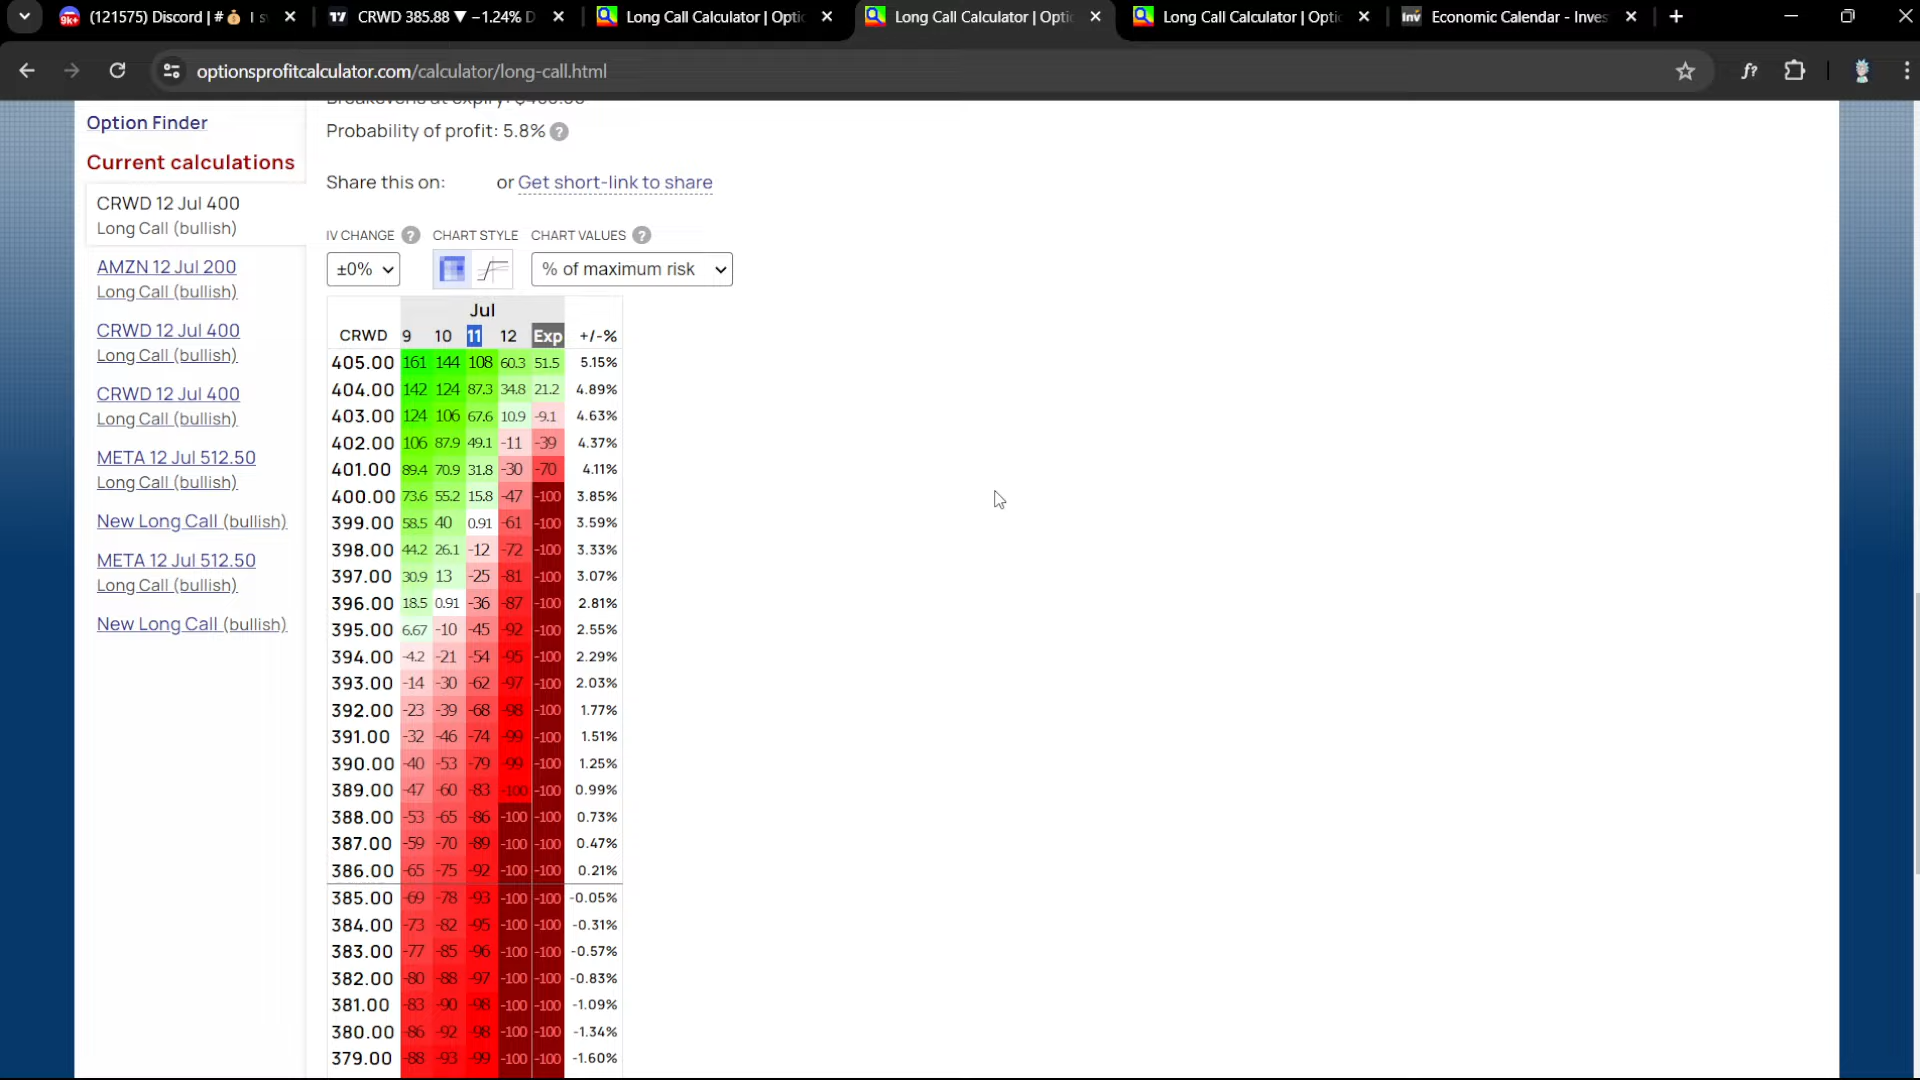 9k+ (121575) Discord | # I s
CRWD 385.88 ▼ −1.24% D
Long Call Calculator | Optio
Long Call Calculator | Optio
Long Call Calculator | Optio
Inv Economic Calendar - Inves
optionsprofitcalculator.com/calculator/long-call.html
f?
Option Finder
Current calculations
CRWD 12 Jul 400
Long Call (bullish)
AMZN 12 Jul 200
Long Call (bullish)
CRWD 12 Jul 400
Long Call (bullish)
CRWD 12 Jul 400
Long Call (bullish)
META 12 Jul 512.50
Long Call (bullish)
New Long Call (bullish)
META 12 Jul 512.50
Long Call (bullish)
New Long Call (bullish)
Breakevens at expiry:
Probability of profit: 5.8% ?
Share this on: or Get short-link to share
IV CHANGE ? CHART STYLE CHART VALUES ?
±0% % of maximum risk
Jul
CRWD 9 10 11 12 Exp +/-%
405.00 161 144 108 60.3 51.5 5.15%
404.00 142 124 87.3 34.8 21.2 4.89%
403.00 124 106 67.6 10.9 -9.1 4.63%
402.00 106 87.9 49.1 -11 -39 4.37%
401.00 89.4 70.9 31.8 -30 -70 4.11%
400.00 73.6 55.2 15.8 -47 -100 3.85%
399.00 58.5 40 0.91 -61 -100 3.59%
398.00 44.2 26.1 -12 -72 -100 3.33%
397.00 30.9 13 -25 -81 -100 3.07%
396.00 18.5 0.91 -36 -87 -100 2.81%
395.00 6.67 -10 -45 -92 -100 2.55%
394.00 -4.2 -21 -54 -95 -100 2.29%
393.00 -14 -30 -62 -97 -100 2.03%
392.00 -23 -39 -68 -98 -100 1.77%
391.00 -32 -46 -74 -99 -100 1.51%
390.00 -40 -53 -79 -99 -100 1.25%
389.00 -47 -60 -83 -100 -100 0.99%
388.00 -53 -65 -86 -100 -100 0.73%
387.00 -59 -70 -89 -100 -100 0.47%
386.00 -65 -75 -92 -100 -100 0.21%
385.00 -69 -78 -93 -100 -100 -0.05%
384.00 -73 -82 -95 -100 -100 -0.31%
383.00 -77 -85 -96 -100 -100 -0.57%
382.00 -80 -88 -97 -100 -100 -0.83%
381.00 -83 -90 -98 -100 -100 -1.09%
380.00 -86 -92 -98 -100 -100 -1.34%
379.00 -88 -93 -99 -100 -100 -1.60%